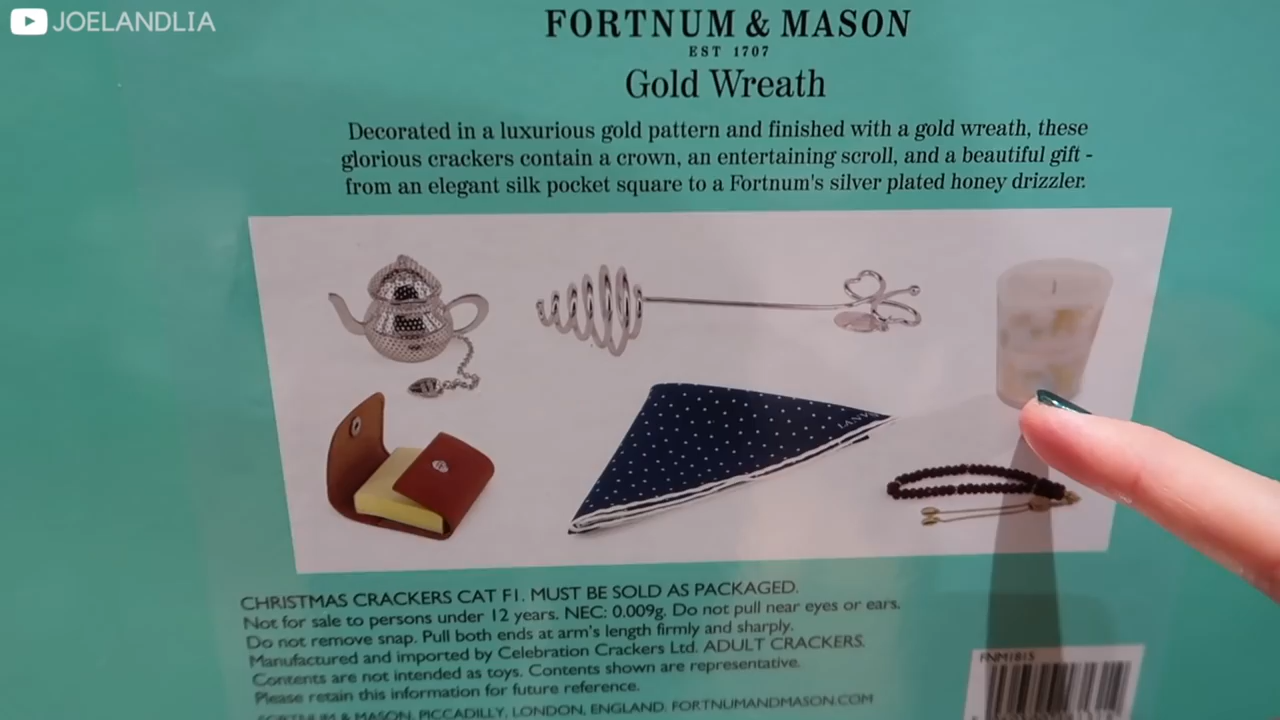 JOELANDLIA
FORTNUM & MASON
EST 1707
Gold Wreath
Decorated in a luxurious gold pattern and finished with a gold wreath, these
glorious crackers contain a crown, an entertaining scroll, and a beautiful gift -
from an elegant silk pocket square to a Fortnum's silver plated honey drizzler.
CHRISTMAS CRACKERS CAT F1. MUST BE SOLD AS PACKAGED.
Not for sale to persons under 12 years. NEC: 0.009g. Do not pull near eyes or ears.
Do not remove snap. Pull both ends at arm's length firmly and sharply.
Manufactured and imported by Celebration Crackers Ltd. ADULT CRACKERS.
Contents are not intended as toys. Contents shown are representative.
Please retain this information for future reference.
FORTNUM & MASON, PICCADILLY, LONDON, ENGLAND. FORTNUMANDMASON.COM
FNM1815